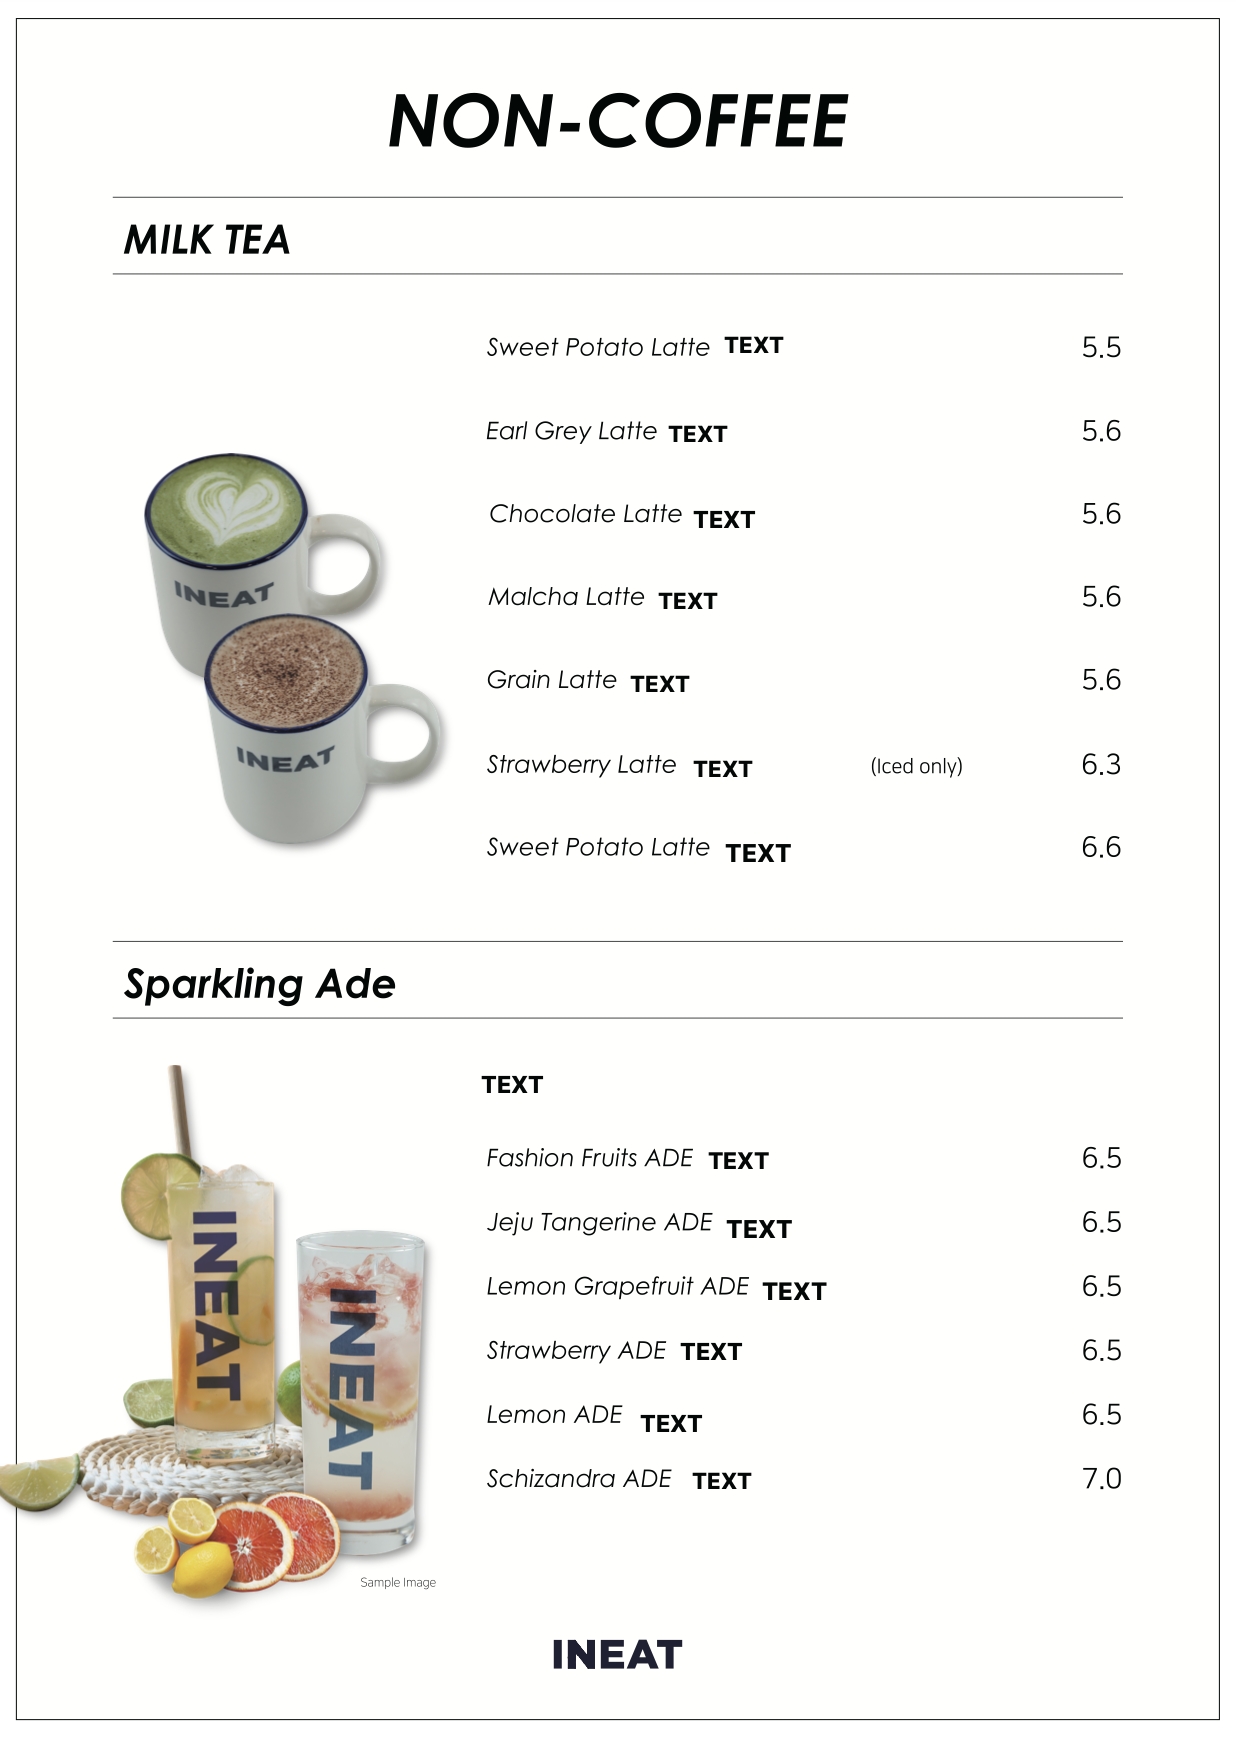 NON-COFFEE
MILK TEA
Sweet Potato Latte TEXT 5.5
Earl Grey Latte TEXT 5.6
Chocolate Latte TEXT 5.6
Malcha Latte TEXT 5.6
Grain Latte TEXT 5.6
Strawberry Latte TEXT (Iced only) 6.3
Sweet Potato Latte TEXT 6.6
INEAT
INEAT
Sparkling Ade
TEXT
Fashion Fruits ADE TEXT 6.5
Jeju Tangerine ADE TEXT 6.5
Lemon Grapefruit ADE TEXT 6.5
Strawberry ADE TEXT 6.5
Lemon ADE TEXT 6.5
Schizandra ADE TEXT 7.0
INEAT
INEAT
Sample Image
INEAT